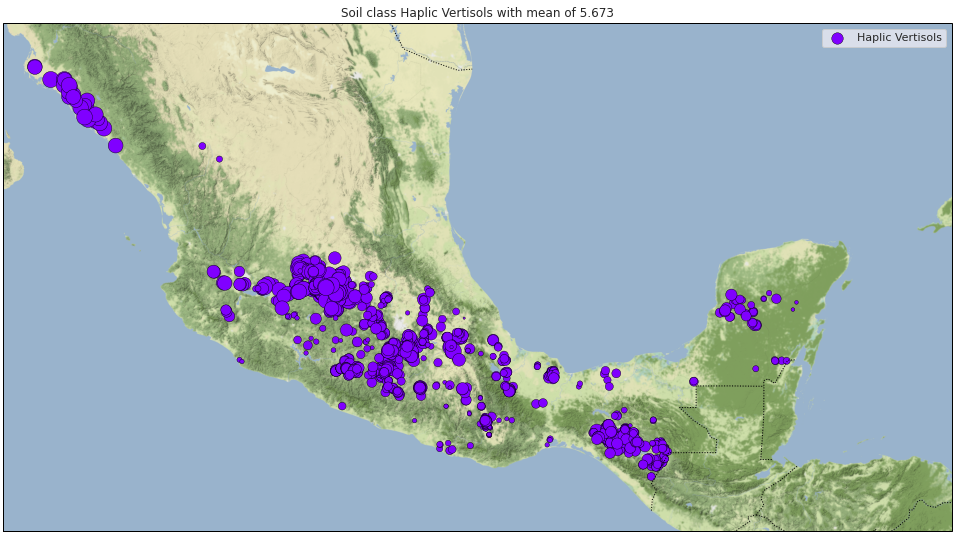 Soil class Haplic Vertisols with mean of 5.673
Haplic Vertisols